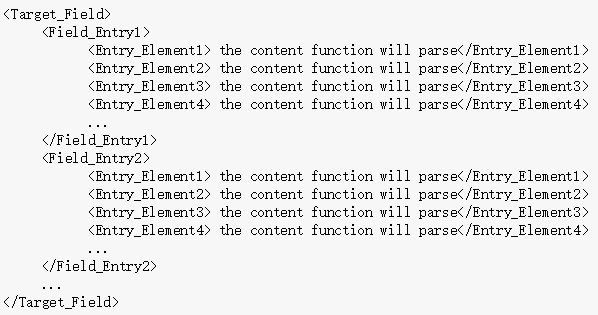 <Target_Field>
<Field_Entry1>
<Entry_Element1> the content function will parse</Entry_Element1>
<Entry_Element2> the content function will parse</Entry_Element2>
<Entry_Element3> the content function will parse</Entry_Element3>
<Entry_Element4> the content function will parse</Entry_Element4>
...
</Field_Entry1>
<Field_Entry2>
<Entry_Element1> the content function will parse</Entry_Element1>
<Entry_Element2> the content function will parse</Entry_Element2>
<Entry_Element3> the content function will parse</Entry_Element3>
<Entry_Element4> the content function will parse</Entry_Element4>
...
</Field_Entry2>
...
</Target_Field>